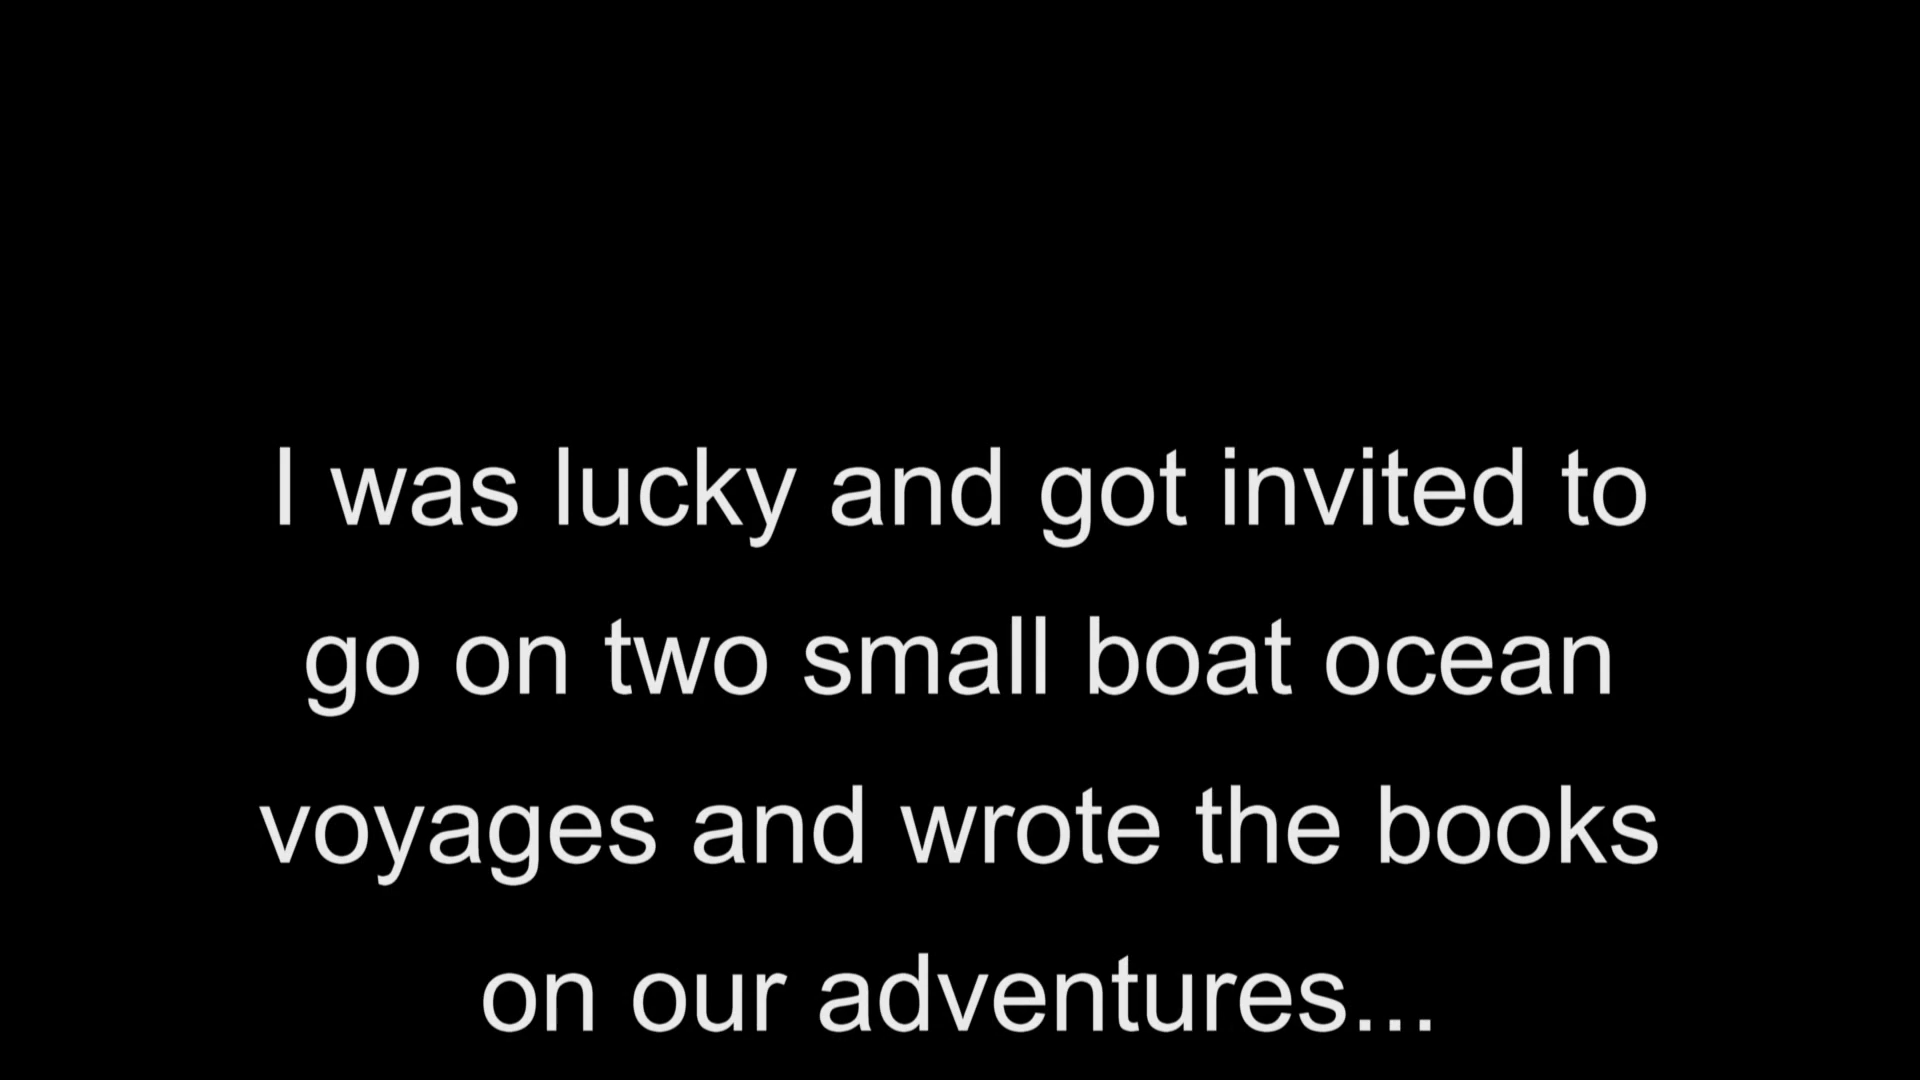 I was lucky and got invited to
go on two small boat ocean
voyages and wrote the books
on our adventures...